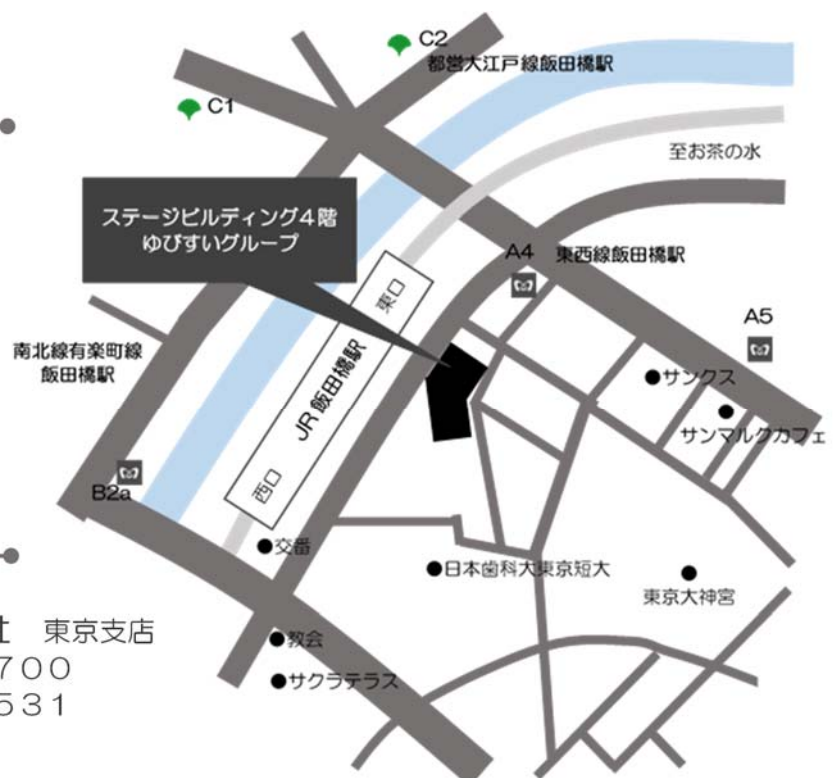 C2
都営大江戸線飯田橋駅
C1
至お茶の水
ステージビルディング4階
ゆびすいグループ
A4
東西線飯田橋駅
東口
A5
南北線有楽町線
飯田橋駅
JR 飯田橋駅
サンクス
サンマルクカフェ
西口
B2a
交番
日本歯科大東京短大
東京大神宮
社 東京支店
教会
700
サクラテラス
531